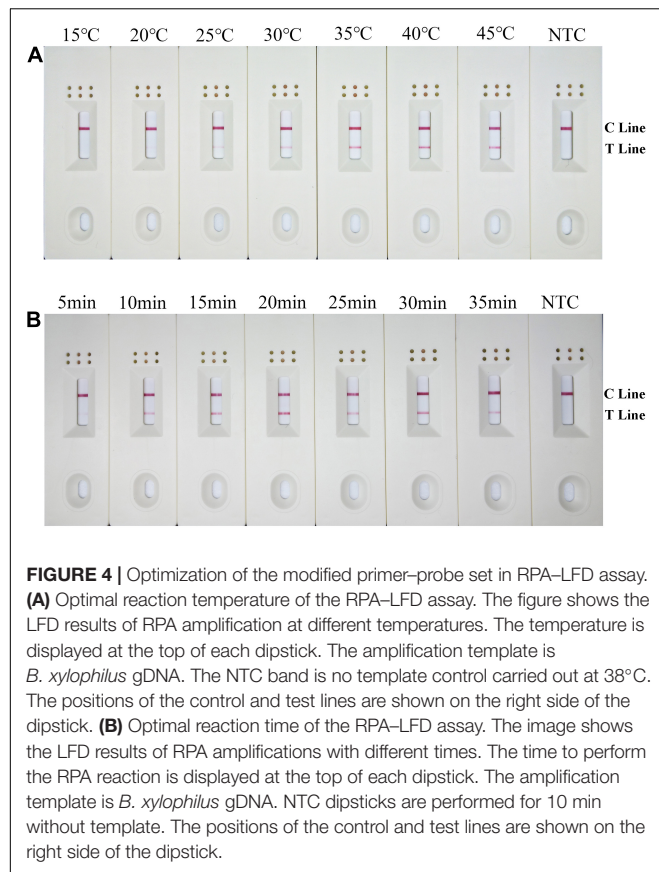 15°C 20°C 25°C 30°C 35°C 40°C 45°C NTC
A
C Line
T Line
5min 10min 15min 20min 25min 30min 35min NTC
B
C Line
T Line
FIGURE 4 | Optimization of the modified primer–probe set in RPA–LFD assay.
(A) Optimal reaction temperature of the RPA–LFD assay. The figure shows the
LFD results of RPA amplification at different temperatures. The temperature is
displayed at the top of each dipstick. The amplification template is
B. xylophilus gDNA. The NTC band is no template control carried out at 38°C.
The positions of the control and test lines are shown on the right side of the
dipstick. (B) Optimal reaction time of the RPA–LFD assay. The image shows
the LFD results of RPA amplifications with different times. The time to perform
the RPA reaction is displayed at the top of each dipstick. The amplification
template is B. xylophilus gDNA. NTC dipsticks are performed for 10 min
without template. The positions of the control and test lines are shown on the
right side of the dipstick.